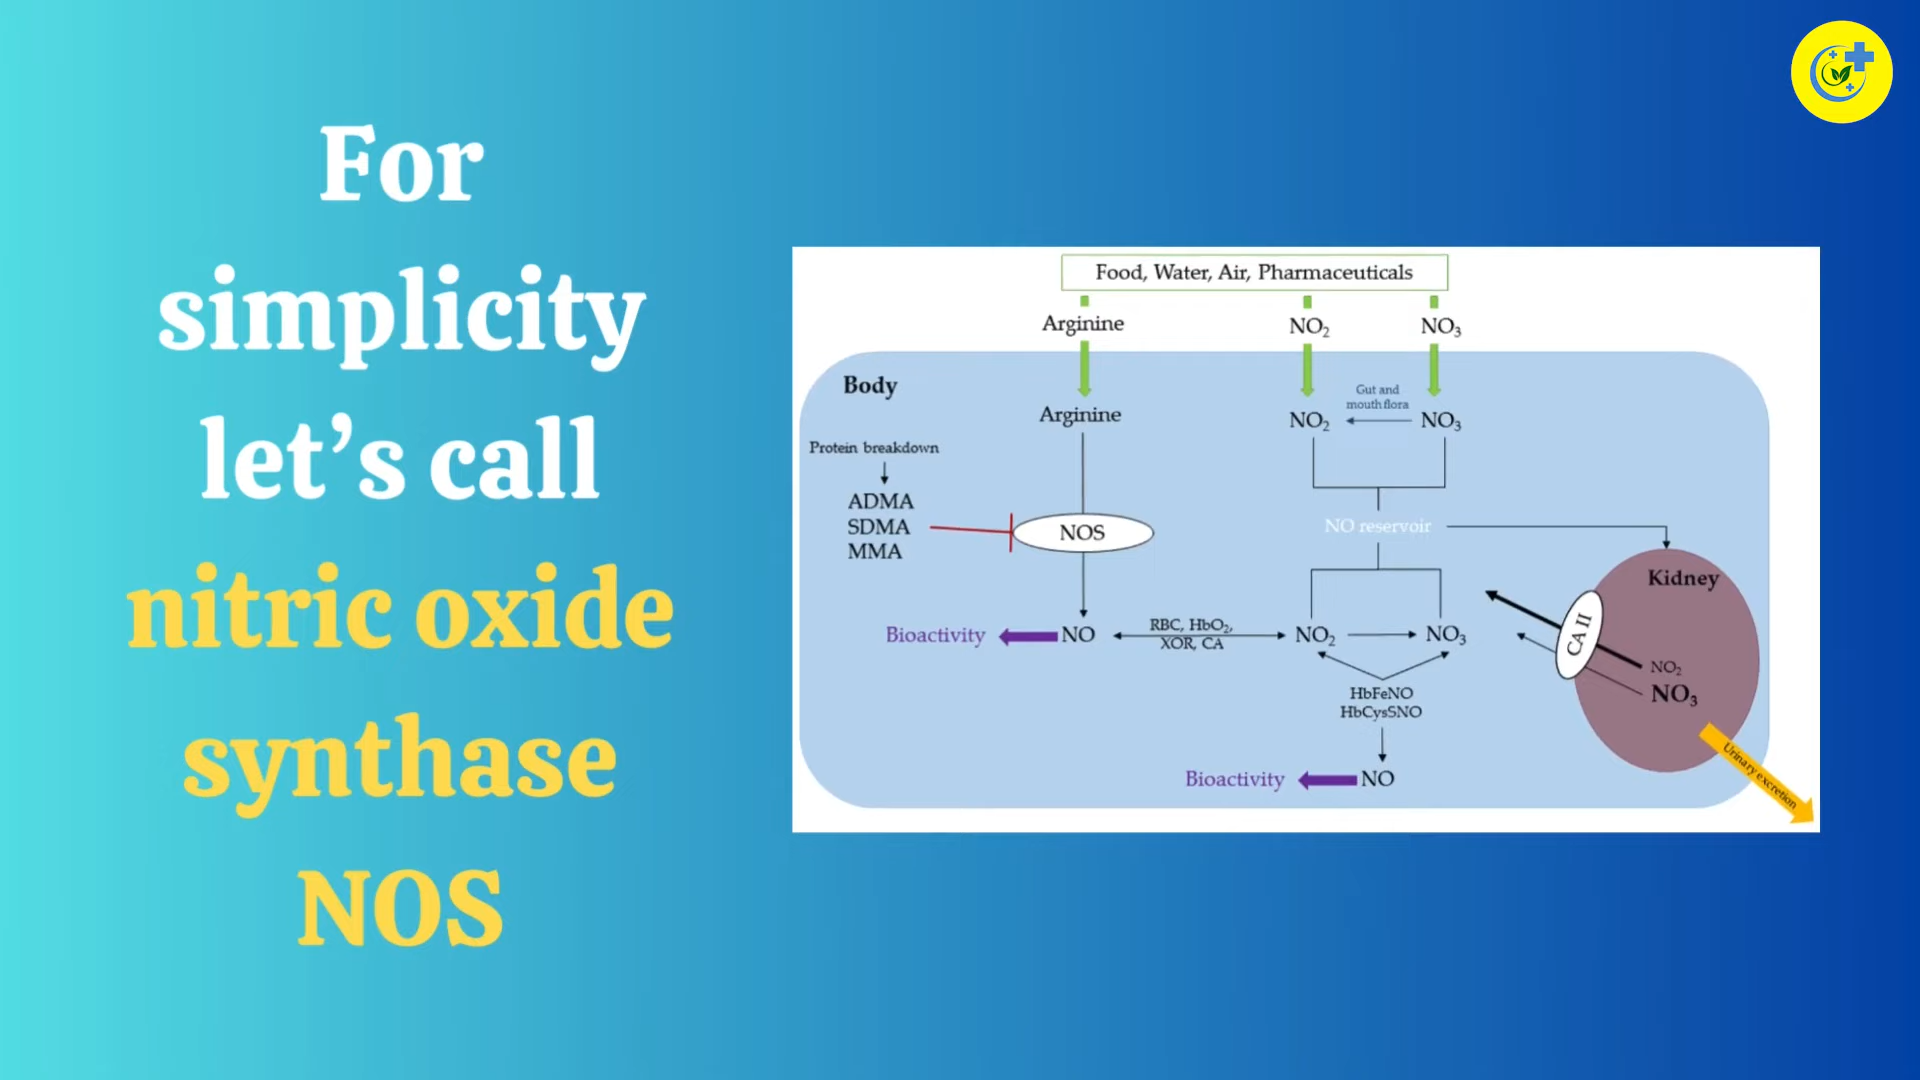 For
simplicity
let’s call
nitric oxide
synthase
NOS
Food, Water, Air, Pharmaceuticals
Arginine
NO₂
NO₃
Body
Gut and
mouth flora
Arginine
NO₂
NO₃
Protein breakdown
ADMA
SDMA
MMA
NOS
NO reservoir
Kidney
CA II
Bioactivity
NO
RBC, HbO₂,
XOR, CA
NO₂
NO₃
NO₂
NO₃
HbFeNO
HbCysSNO
Bioactivity
NO
Urinary excretion